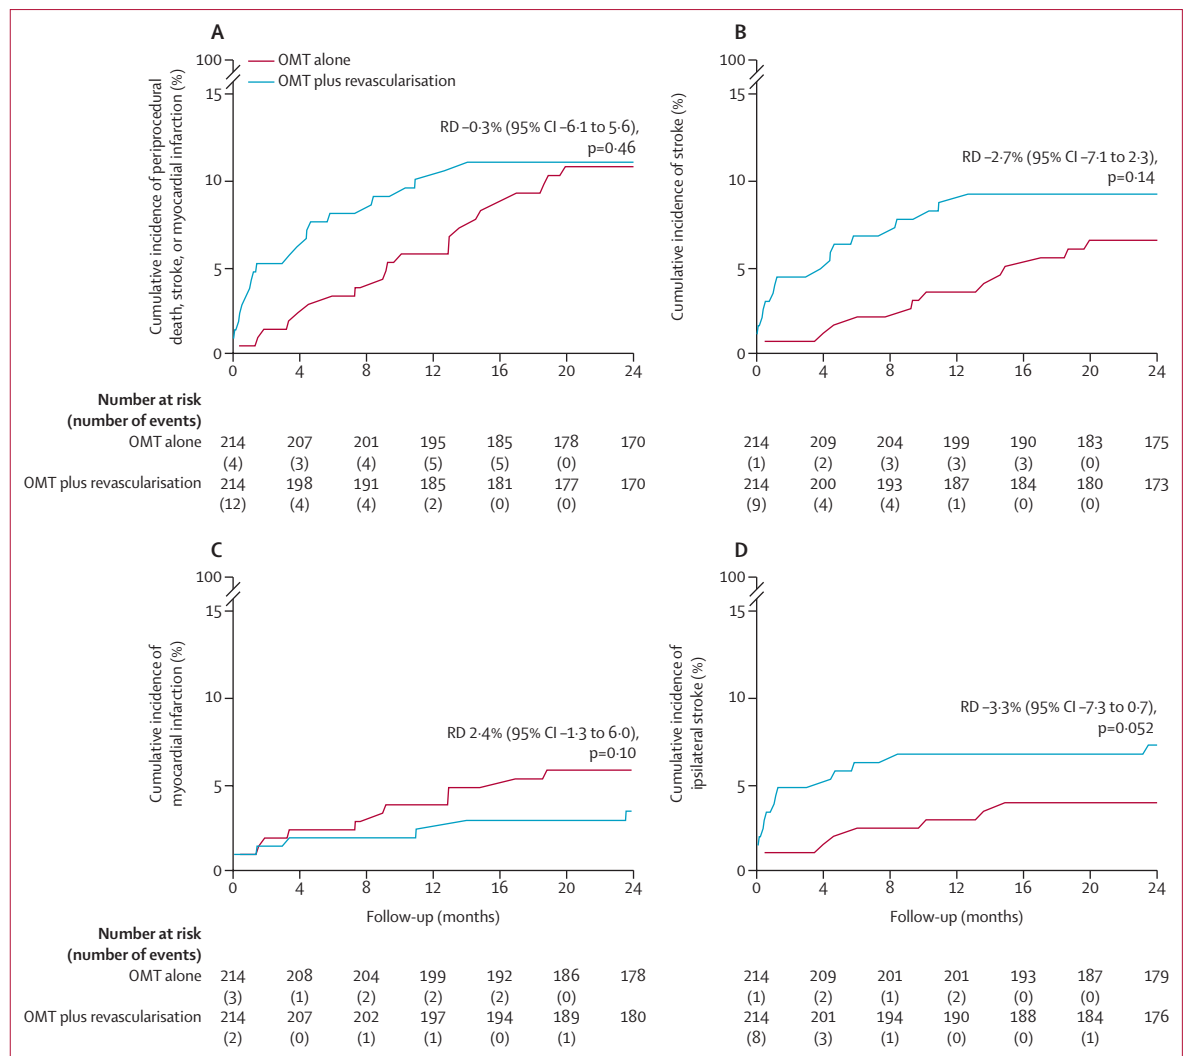 A
100
OMT alone
OMT plus revascularisation
15
RD –0·3% (95% CI –6·1 to 5·6),
p=0·46
10
5
0
Cumulative incidence of periprocedural
death, stroke, or myocardial infarction (%)
0 4 8 12 16 20 24
B
100
15
RD –2·7% (95% CI –7·1 to 2·3),
p=0·14
10
5
0
Cumulative incidence of stroke (%)
0 4 8 12 16 20 24
Number at risk
(number of events)
OMT alone 214 207 201 195 185 178 170 214 209 204 199 190 183 175
(4) (3) (4) (5) (5) (0) (1) (2) (3) (3) (3) (0)
OMT plus revascularisation 214 198 191 185 181 177 170 214 200 193 187 184 180 173
(12) (4) (4) (2) (0) (0) (9) (4) (4) (1) (0) (0)
C
100
15
10
RD 2·4% (95% CI –1·3 to 6·0),
p=0·10
5
0
Cumulative incidence of
myocardial infarction (%)
0 4 8 12 16 20 24
Follow-up (months)
D
100
15
10
RD –3·3% (95% CI –7·3 to 0·7),
p=0·052
5
0
Cumulative incidence of
ipsilateral stroke (%)
0 4 8 12 16 20 24
Follow-up (months)
Number at risk
(number of events)
OMT alone 214 208 204 199 192 186 178 214 209 201 201 193 187 179
(3) (1) (2) (2) (2) (0) (1) (2) (1) (2) (0) (0)
OMT plus revascularisation 214 207 202 197 194 189 180 214 201 194 190 188 184 176
(2) (0) (1) (1) (0) (1) (8) (3) (1) (0) (0) (1)